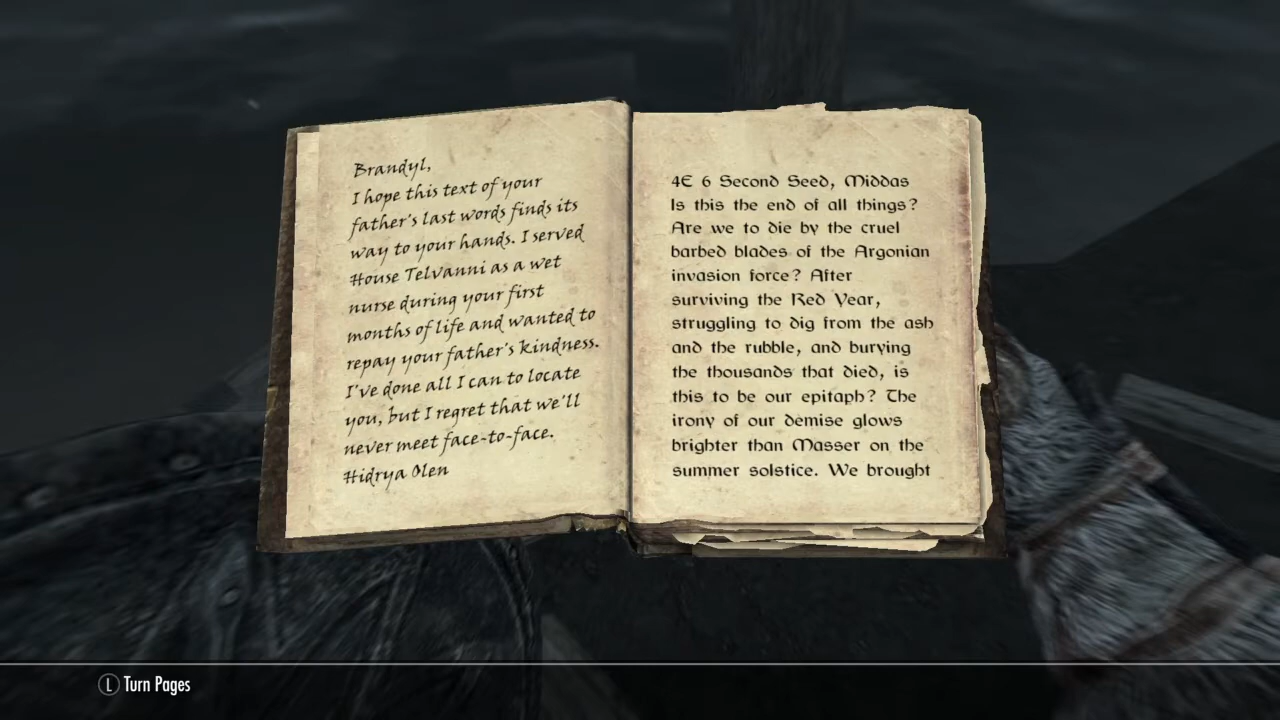 Brandyl,
I hope this text of your
father's last words finds its
way to your hands. I served
House Telvanni as a wet
nurse during your first
months of life and wanted to
repay your father's kindness.
I've done all I can to locate
you, but I regret that we'll
never meet face-to-face.
Hidrya Olen
4E 6 Second Seed, Middas
Is this the end of all things?
Are we to die by the cruel
barbed blades of the Argonian
invasion force? After
surviving the Red Year,
struggling to dig from the ash
and the rubble, and burying
the thousands that died, is
this to be our epitaph? The
irony of our demise glows
brighter than Masser on the
summer solstice. We brought
L Turn Pages